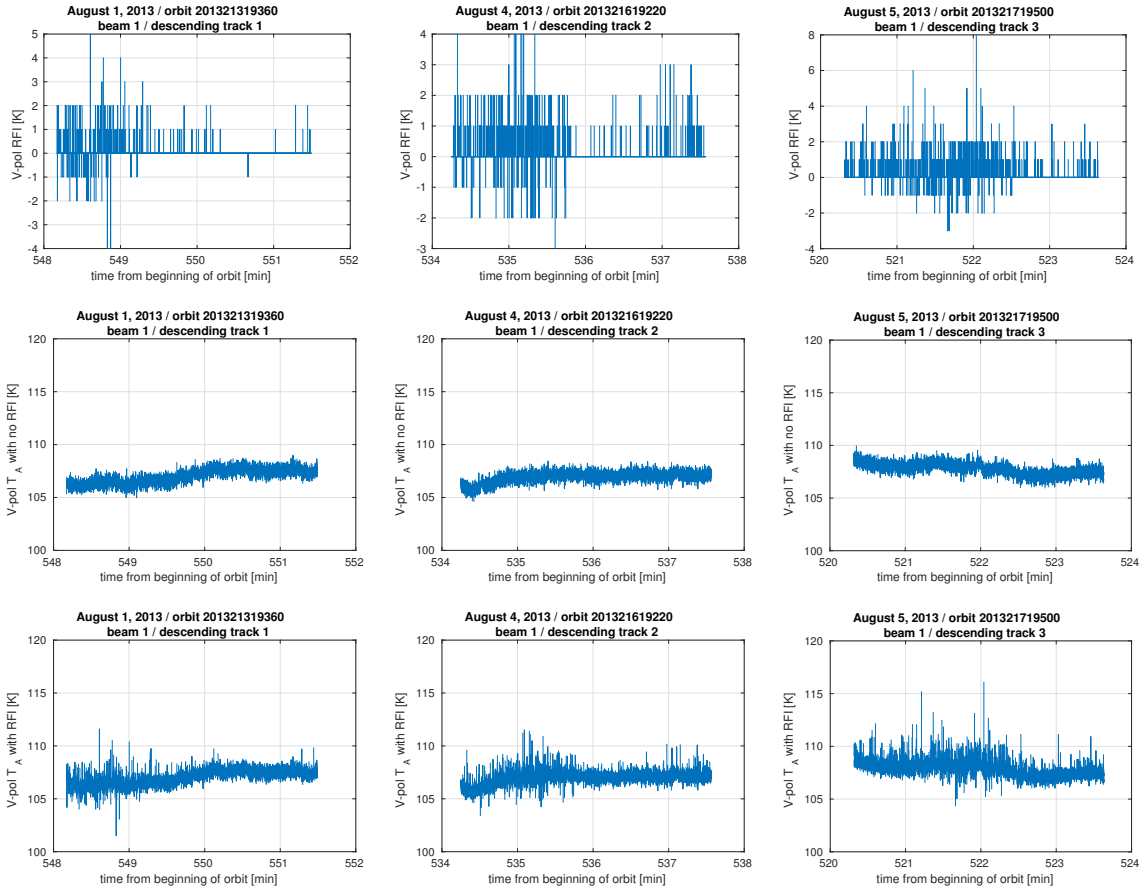 August 1, 2013 / orbit 201321319360
beam 1 / descending track 1
V-pol RFI [K]
5
4
3
2
1
0
-1
-2
-3
-4
548
549
550
551
552
time from beginning of orbit [min]
August 4, 2013 / orbit 201321619220
beam 1 / descending track 2
V-pol RFI [K]
4
3
2
1
0
-1
-2
-3
534
535
536
537
538
time from beginning of orbit [min]
August 5, 2013 / orbit 201321719500
beam 1 / descending track 3
V-pol RFI [K]
8
6
4
2
0
-2
-4
520
521
522
523
524
time from beginning of orbit [min]
August 1, 2013 / orbit 201321319360
beam 1 / descending track 1
V-pol T A with no RFI [K]
120
115
110
105
100
548
549
550
551
552
time from beginning of orbit [min]
August 4, 2013 / orbit 201321619220
beam 1 / descending track 2
V-pol T A with no RFI [K]
120
115
110
105
100
534
535
536
537
538
time from beginning of orbit [min]
August 5, 2013 / orbit 201321719500
beam 1 / descending track 3
V-pol T A with no RFI [K]
120
115
110
105
100
520
521
522
523
524
time from beginning of orbit [min]
August 1, 2013 / orbit 201321319360
beam 1 / descending track 1
V-pol T A with RFI [K]
120
115
110
105
100
548
549
550
551
552
time from beginning of orbit [min]
August 4, 2013 / orbit 201321619220
beam 1 / descending track 2
V-pol T A with RFI [K]
120
115
110
105
100
534
535
536
537
538
time from beginning of orbit [min]
August 5, 2013 / orbit 201321719500
beam 1 / descending track 3
V-pol T A with RFI [K]
120
115
110
105
100
520
521
522
523
524
time from beginning of orbit [min]